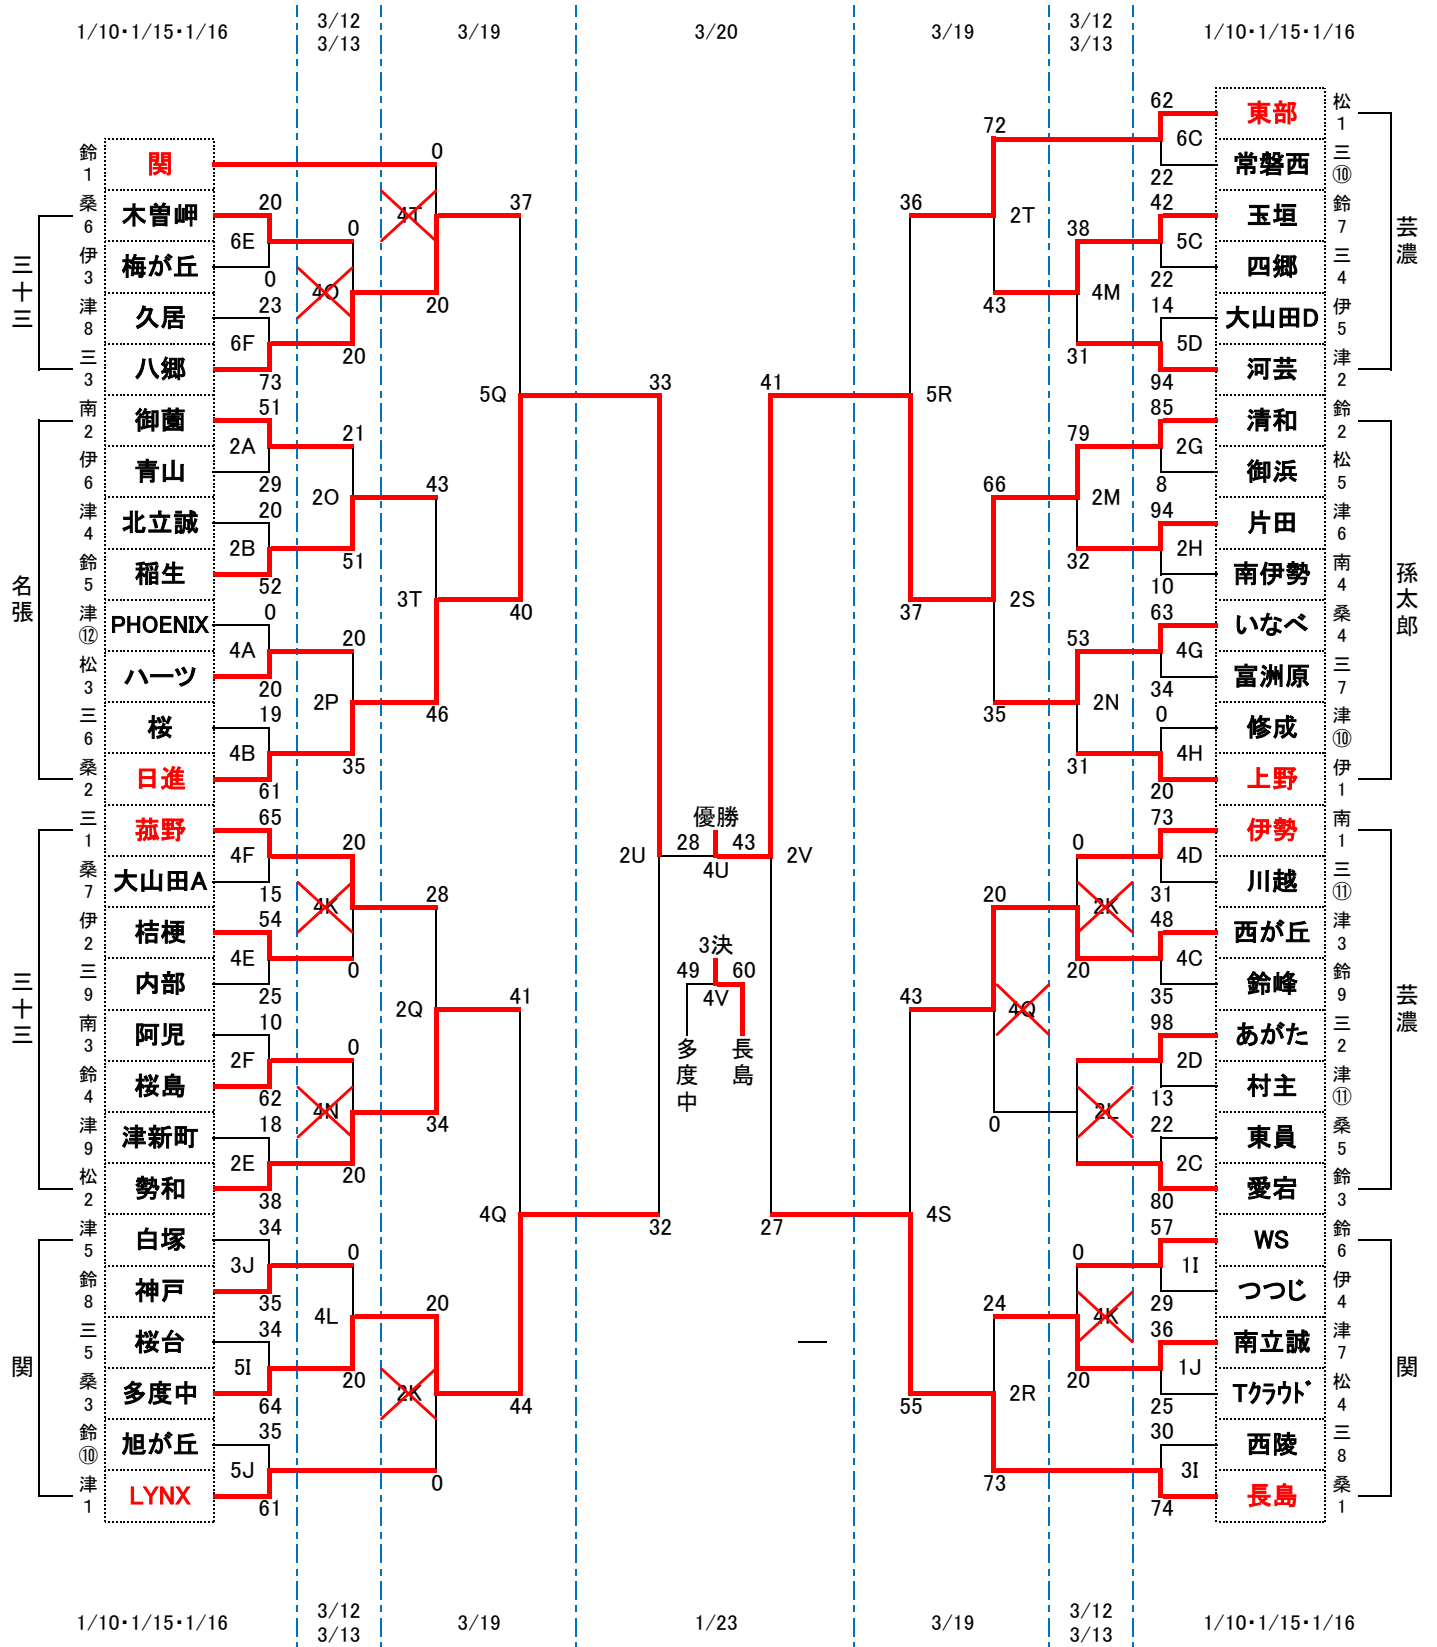 1/10・1/15・1/16
3/12
3/13
3/19
3/20
3/19
3/12
3/13
1/10・1/15・1/16
三十三
名張
三十三
関
鈴1 関
桑6 木曽岬 20
6E
伊3 梅が丘 0
津8 久居 23
6F
三3 八郷 73
南2 御薗 51
2A
伊6 青山 29
津4 北立誠 20
2B
鈴5 稲生 52
津⑫ PHOENIX 0
4A
松3 ハーツ 20
三6 桜 19
4B
桑2 日進 61
三1 菰野 65
4F
桑7 大山田A 15
伊2 桔梗 54
4E
三9 内部 25
南3 阿児 10
2F
鈴4 桜島 62
津9 津新町 18
2E
松2 勢和 38
津5 白塚 34
3J
鈴8 神戸 35
三5 桜台 34
5I
桑3 多度中 64
鈴⑩ 旭が丘 35
5J
津1 LYNX 61
0
4O
20
21
2O
51
20
2P
35
20
4K
0
0
4N
20
0
4L
20
0
4T
20
43
3T
46
28
2Q
34
20
2K
0
37
5Q
40
41
4Q
44
33
2U
32
優勝
28 43
4U
3決
49 60
4V
多度中
長島
41
2V
27
36
5R
37
43
4S
55
72
2T
43
66
2S
35
20
4Q
0
24
2R
73
38
4M
31
79
2M
32
53
2N
31
0
2K
20
2L
0
4K
20
62 東部 松1
6C
22 常磐西 三⑩
42 玉垣 鈴7
5C
22 四郷 三4
14 大山田D 伊5
5D
94 河芸 津2
85 清和 鈴2
2G
8 御浜 松5
94 片田 津6
2H
10 南伊勢 南4
63 いなべ 桑4
4G
34 富洲原 三7
0 修成 津⑩
4H
20 上野 伊1
73 伊勢 南1
4D
31 川越 三⑪
48 西が丘 津3
4C
35 鈴峰 鈴9
98 あがた 三2
2D
13 村主 津⑪
22 東員 桑5
2C
80 愛宕 鈴3
57 WS 鈴6
1I
29 つつじ 伊4
36 南立誠 津7
1J
25 Tクラウド 松4
30 西陵 三8
3I
74 長島 桑1
芸濃
孫太郎
芸濃
関
1/10・1/15・1/16
3/12
3/13
3/19
1/23
3/19
3/12
3/13
1/10・1/15・1/16